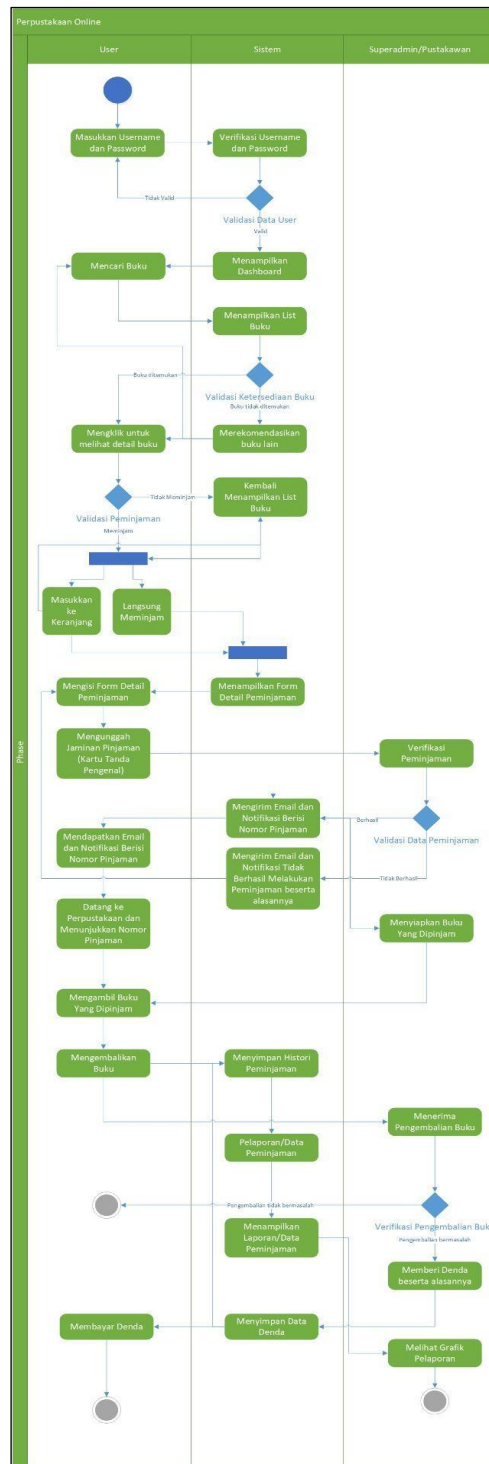 Perpustakaan Online
User
Sistem
Superadmin/Pustakawan
Phase
Masukkan Username
dan Password
Verifikasi Username
dan Password
Tidak Valid
Validasi Data User
Valid
Mencari Buku
Menampilkan
Dashboard
Menampilkan List
Buku
Buku ditemukan
Validasi Ketersediaan Buku
Buku tidak ditemukan
Mengklik untuk
melihat detail buku
Merekomendasikan
buku lain
Tidak Meminjam
Kembali
Menampilkan List
Buku
Validasi Peminjaman
Meminjam
Masukkan
ke
Keranjang
Langsung
Meminjam
Mengisi Form Detail
Peminjaman
Menampilkan Form
Detail Peminjaman
Mengunggah
Jaminan Pinjaman
(Kartu Tanda
Pengenal)
Verifikasi
Peminjaman
Mengirim Email dan
Notifikasi Berisi
Nomor Pinjaman
Berhasil
Validasi Data Peminjaman
Mendapatkan Email
dan Notifikasi Berisi
Nomor Pinjaman
Mengirim Email dan
Notifikasi Tidak
Berhasil Melakukan
Peminjaman beserta
alasannya
Tidak Berhasil
Datang ke
Perpustakaan dan
Menunjukkan Nomor
Pinjaman
Menyiapkan Buku
Yang Dipinjam
Mengambil Buku
Yang Dipinjam
Mengembalikan
Buku
Menyimpan Histori
Peminjaman
Menerima
Pengembalian Buku
Pelaporan/Data
Peminjaman
Pengembalian tidak bermasalah
Verifikasi Pengembalian Buk
Pengembalian bermasalah
Menampilkan
Laporan/Data
Peminjaman
Memberi Denda
beserta alasannya
Membayar Denda
Menyimpan Data
Denda
Melihat Grafik
Pelaporan